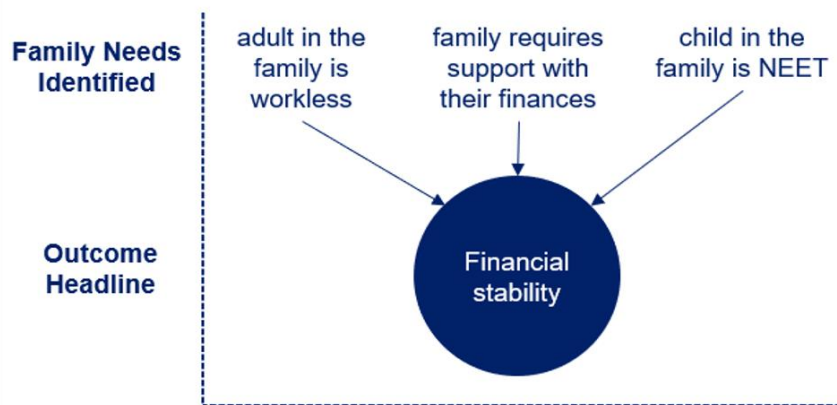 Family Needs
Identified
adult in the
family is
workless
family requires
support with
their finances
child in the
family is NEET
Outcome
Headline
Financial
stability